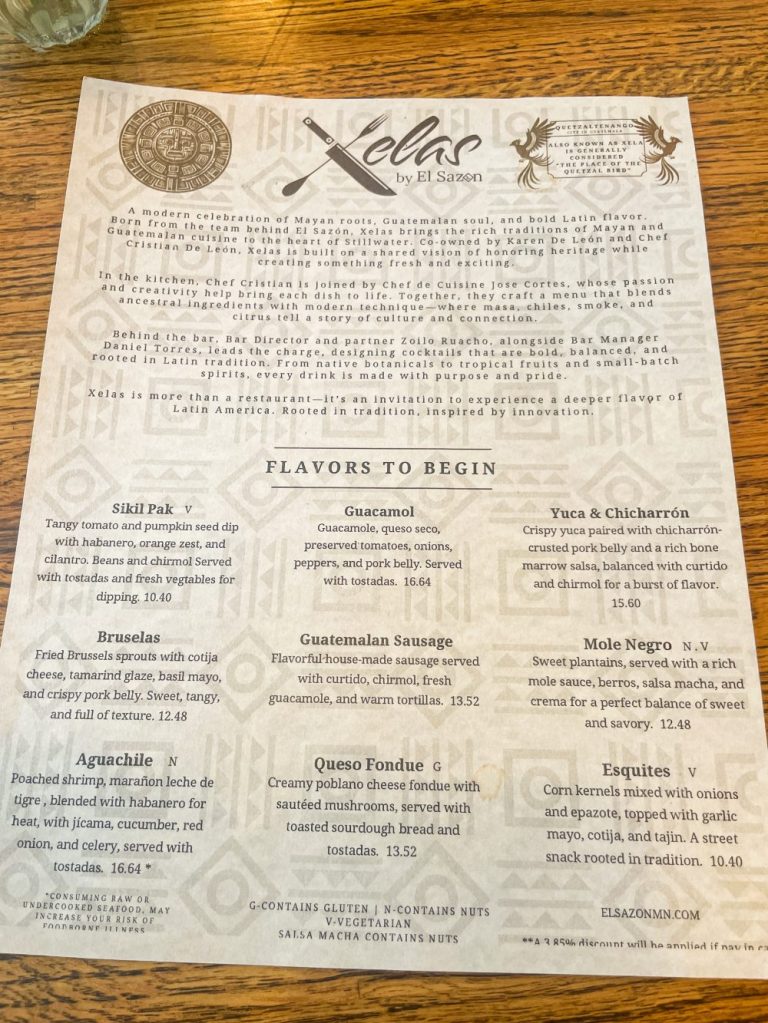 Xelas
by El Sazón
QUETZALTENANGO
CITY IN GUATEMALA
ALSO KNOWN AS XELA
IS GENERALLY
CONSIDERED
"THE PLACE OF THE
QUETZAL BIRD"
A modern celebration of Mayan roots, Guatemalan soul, and bold Latin flavor.
Born from the team behind El Sazón, Xelas brings the rich traditions of Mayan and
Guatemalan cuisine to the heart of Stillwater. Co-owned by Karen De León and Chef
Cristian De León, Xelas is built on a shared vision of honoring heritage while
creating something fresh and exciting.
In the kitchen, Chef Cristian is joined by Chef de Cuisine Jose Cortes, whose passion
and creativity help bring each dish to life. Together, they craft a menu that blends
ancestral ingredients with modern technique—where masa, chiles, smoke, and
citrus tell a story of culture and connection.
Behind the bar, Bar Director and partner Zoilo Ruacho, alongside Bar Manager
Daniel Torres, leads the charge, designing cocktails that are bold, balanced, and
rooted in Latin tradition. From native botanicals to tropical fruits and small-batch
spirits, every drink is made with purpose and pride.
Xelas is more than a restaurant—it's an invitation to experience a deeper flavor of
Latin America. Rooted in tradition, inspired by innovation.
FLAVORS TO BEGIN
Sikil Pak V
Tangy tomato and pumpkin seed dip
with habanero, orange zest, and
cilantro. Beans and chirmol Served
with tostadas and fresh vegtables for
dipping. 10.40
Guacamol
Guacamole, queso seco,
preserved tomatoes, onions,
peppers, and pork belly. Served
with tostadas. 16.64
Yuca & Chicharrón
Crispy yuca paired with chicharrón-
crusted pork belly and a rich bone
marrow salsa, balanced with curtido
and chirmol for a burst of flavor.
15.60
Bruselas
Fried Brussels sprouts with cotija
cheese, tamarind glaze, basil mayo,
and crispy pork belly. Sweet, tangy,
and full of texture. 12.48
Guatemalan Sausage
Flavorful house-made sausage served
with curtido, chirmol, fresh
guacamole, and warm tortillas. 13.52
Mole Negro N . V
Sweet plantains, served with a rich
mole sauce, berros, salsa macha, and
crema for a perfect balance of sweet
and savory. 12.48
Aguachile N
Poached shrimp, marañon leche de
tigre , blended with habanero for
heat, with jícama, cucumber, red
onion, and celery, served with
tostadas. 16.64 *
Queso Fondue G
Creamy poblano cheese fondue with
sautéed mushrooms, served with
toasted sourdough bread and
tostadas. 13.52
Esquites V
Corn kernels mixed with onions
and epazote, topped with garlic
mayo, cotija, and tajin. A street
snack rooted in tradition. 10.40
*CONSUMING RAW OR
UNDERCOOKED SEAFOOD, MAY
INCREASE YOUR RISK OF
FOODBORNE ILLNESS
G-CONTAINS GLUTEN | N-CONTAINS NUTS
V-VEGETARIAN
SALSA MACHA CONTAINS NUTS
ELSAZONMN.COM
**A 3.85% discount will be applied if pay in ca